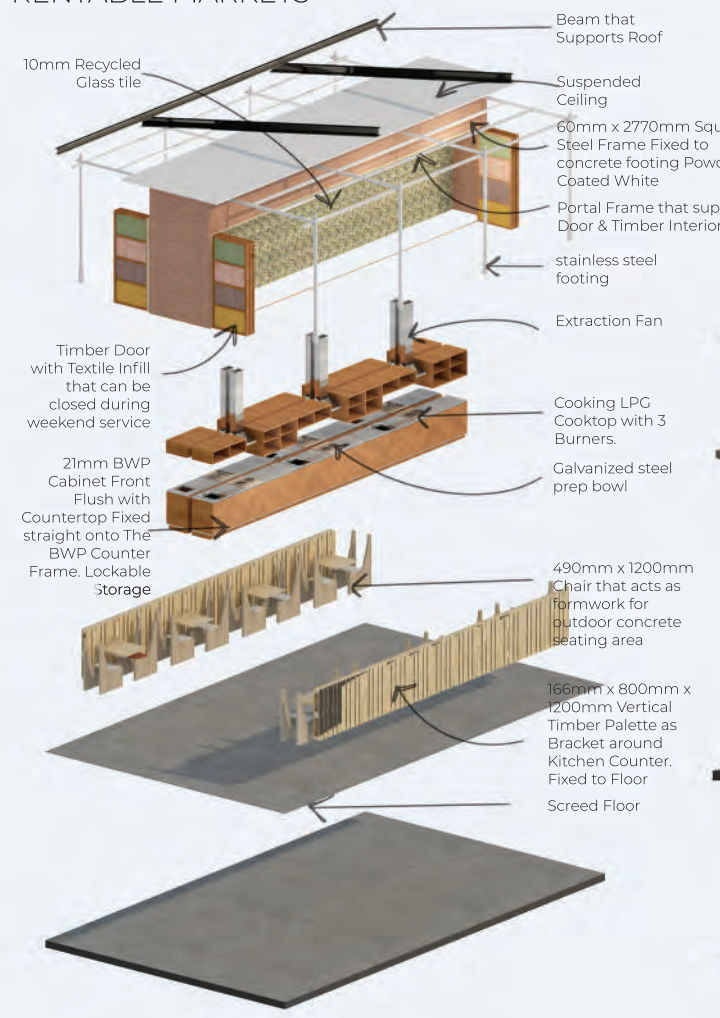 RENTABLE MARKETS
Beam that
Supports Roof
10mm Recycled
Glass tile
Suspended
Ceiling
60mm x 2770mm Squ
Steel Frame Fixed to
concrete footing Powd
Coated White
Portal Frame that sup
Door & Timber Interior
stainless steel
footing
Extraction Fan
Timber Door
with Textile Infill
that can be
closed during
weekend service
Cooking LPG
Cooktop with 3
Burners.
Galvanized steel
prep bowl
21mm BWP
Cabinet Front
Flush with
Countertop Fixed
straight onto The
BWP Counter
Frame. Lockable
Storage
490mm x 1200mm
Chair that acts as
formwork for
outdoor concrete
seating area
166mm x 800mm x
1200mm Vertical
Timber Palette as
Bracket around
Kitchen Counter.
Fixed to Floor
Screed Floor